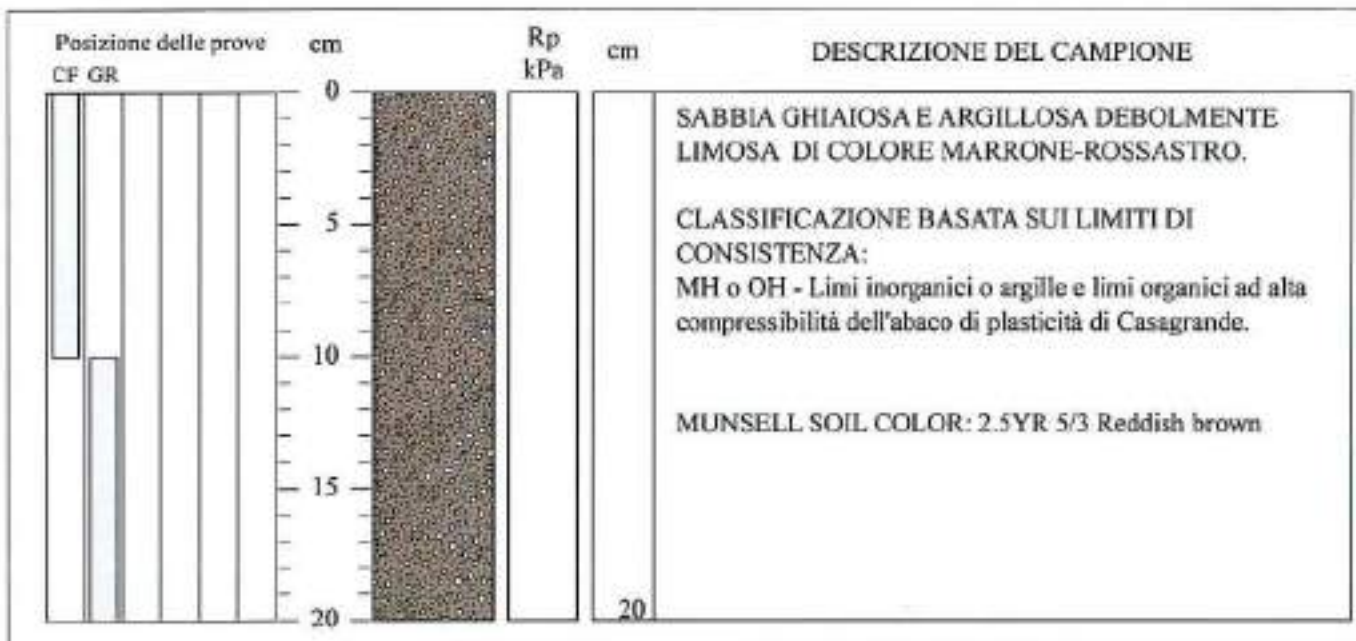 Posizione delle prove
CF GR
cm
Rp
kPa
cm
DESCRIZIONE DEL CAMPIONE
0
5
10
15
20
20
SABBIA GHIAIOSA E ARGILLOSA DEBOLMENTE
LIMOSA DI COLORE MARRONE-ROSSASTRO.
CLASSIFICAZIONE BASATA SUI LIMITI DI
CONSISTENZA:
MH o OH - Limi inorganici o argille e limi organici ad alta
compressibilità dell'abaco di plasticità di Casagrande.
MUNSELL SOIL COLOR: 2.5YR 5/3 Reddish brown